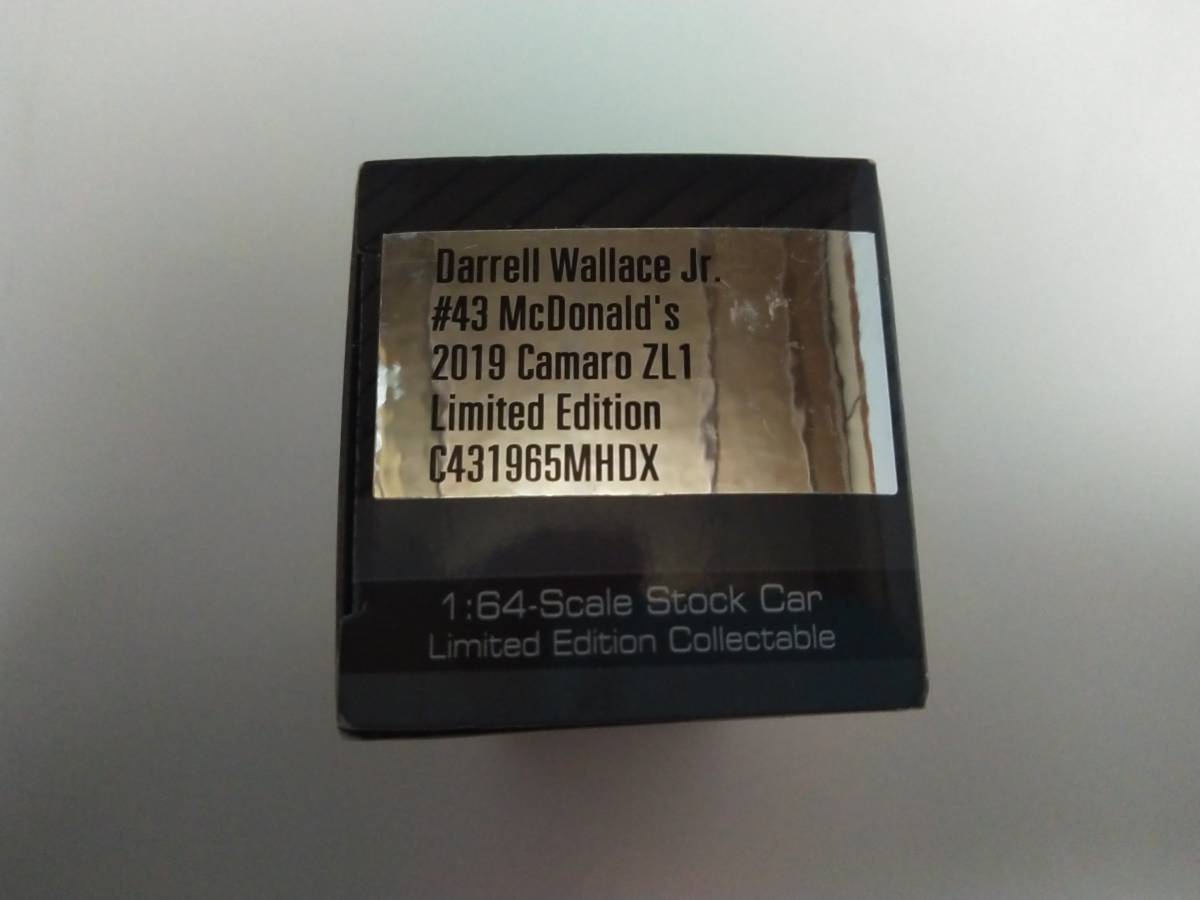 Darrell Wallace Jr.
#43 McDonald's
2019 Camaro ZL1
Limited Edition
C431965MHDX
1:64-Scale Stock Car
Limited Edition Collectable